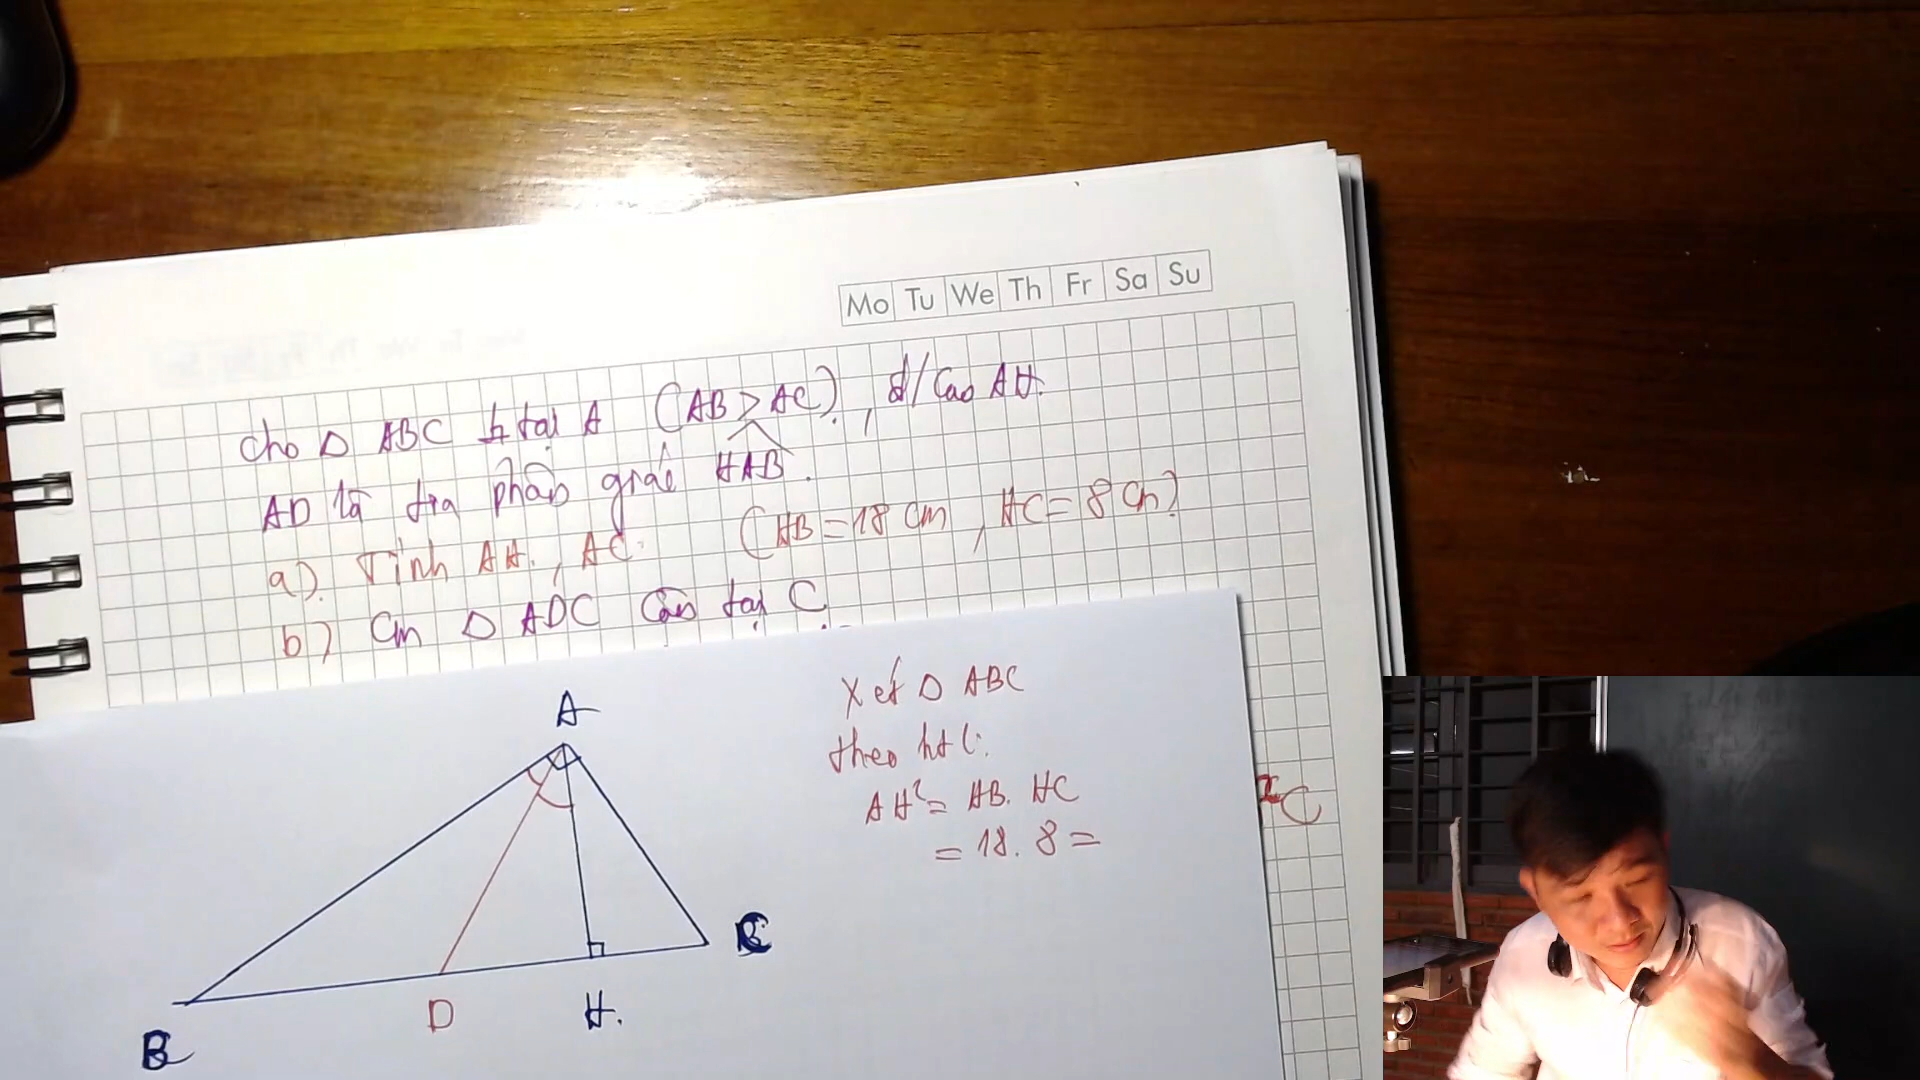 Mo Tu We Th Fr Sa Su
Cho Δ ABC ⊥ tại A (AB > AC), đ/cao AH.
AD là tia phân giác HAB.
a). Tính AH, AC. (HB = 18 cm, HC = 8 cm)
b) Cm Δ ADC cân tại C.
A
B
D
H.
C
Xét Δ ABC
theo htl:
AH² = HB. HC
= 18. 8 =
C